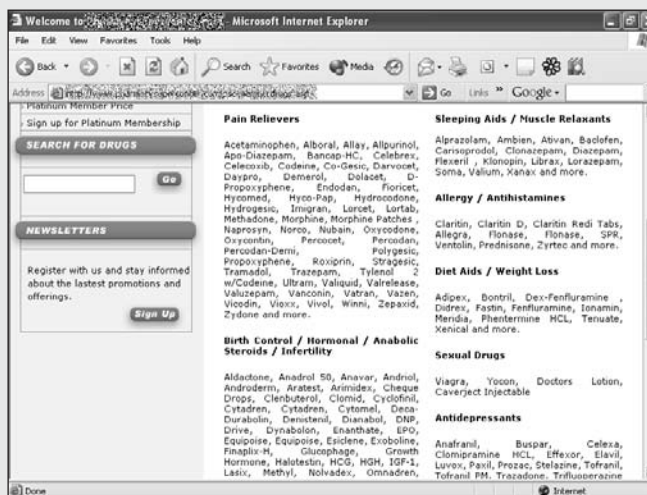 Welcome to
- Microsoft Internet Explorer
File Edit View Favorites Tools Help
Back Search Favorites Media
Address
Go Links » Google
Platinum Member Price
Sign up for Platinum Membership
SEARCH FOR DRUGS
Go
NEWSLETTERS
Register with us and stay informed
about the lastest promotions and
offerings.
Sign Up
Pain Relievers
Acetaminophen, Alboral, Allay, Allpurinol,
Apo-Diazepam, Bancap-HC, Celebrex,
Celecoxib, Codeine, Co-Gesic, Darvocet,
Daypro, Demerol, Dolacet, D-
Propoxyphene, Endodan, Fioricet,
Hycomed, Hyco-Pap, Hydrocodone,
Hydrogesic, Imigran, Lorcet, Lortab,
Methadone, Morphine, Morphine Patches ,
Naprosyn, Norco, Nubain, Oxycodone,
Oxycontin, Percocet, Percodan,
Percodan-Demi, Polygesic,
Propoxyphene, Roxiprin, Stragesic,
Tramadol, Trazepam, Tylenol 2
w/Codeine, Ultram, Valiquid, Valrelease,
Valuzepam, Vanconin, Vatran, Vazen,
Vicodin, Vioxx, Vivol, Winni, Zepaxid,
Zydone and more.
Birth Control / Hormonal / Anabolic
Steroids / Infertility
Aldactone, Anadrol 50, Anavar, Andriol,
Androderm, Aratest, Arimidex, Cheque
Drops, Clenbuterol, Clomid, Cyclofinil,
Cytadren, Cytadren, Cytomel, Deca-
Durabolin, Denistenil, Dianabol, DNP,
Drive, Dynabolon, Enanthate, EPO,
Equipoise, Equipoise, Esiclene, Exoboline,
Finaplix-H, Glucophage, Growth
Hormone, Halotestin, HCG, HGH, IGF-1,
Lasix, Methyl, Nolvadex, Omnadren,
Sleeping Aids / Muscle Relaxants
Alprazolam, Ambien, Ativan, Baclofen,
Carisoprodol, Clonazepam, Diazepam,
Flexeril , Klonopin, Librax, Lorazepam,
Soma, Valium, Xanax and more.
Allergy / Antihistamines
Claritin, Claritin D, Claritin Redi Tabs,
Allegra, Flonase, Flonase, SPR,
Ventolin, Prednisone, Zyrtec and more.
Diet Aids / Weight Loss
Adipex, Bontril, Dex-Fenfluramine ,
Didrex, Fastin, Fenfluramine, Ionamin,
Meridia, Phentermine HCL, Tenuate,
Xenical and more.
Sexual Drugs
Viagra, Yocon, Doctors Lotion,
Caverject Injectable
Antidepressants
Anafranil, Buspar, Celexa,
Clomipramine HCL, Effexor, Elavil,
Luvox, Paxil, Prozac, Stelazine, Tofranil,
Tofranil PM, Trazadone, Trifluoperazine
Done
Internet